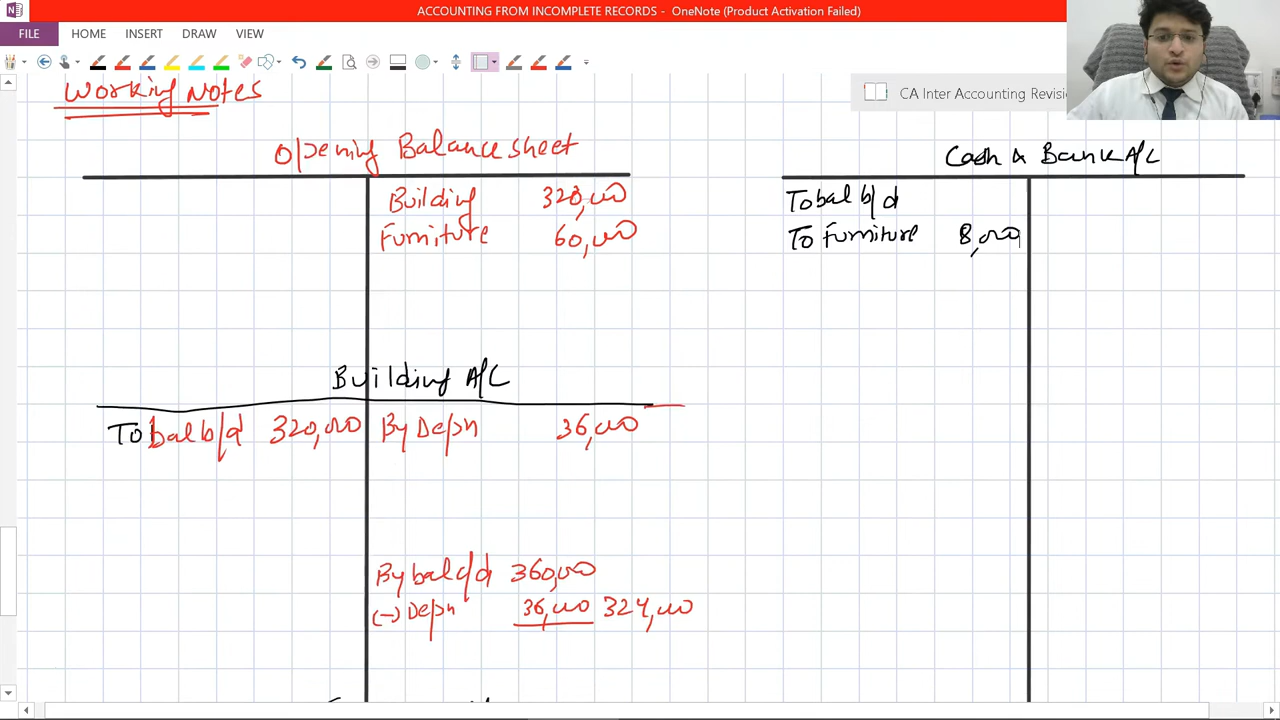 ACCOUNTING FROM INCOMPLETE RECORDS - OneNote (Product Activation Failed)
FILE HOME INSERT DRAW VIEW
Working Notes
CA Inter Accounting Revisi
Opening Balance sheet
Building 320,000
Furniture 60,000
Cash & Bank A/c
To bal b/d
To Furniture 8,000
Building A/C
To bal b/d 320,000 By Depn 36,000
By bal c/d 360,000
(-) Depn 36,000 324,000